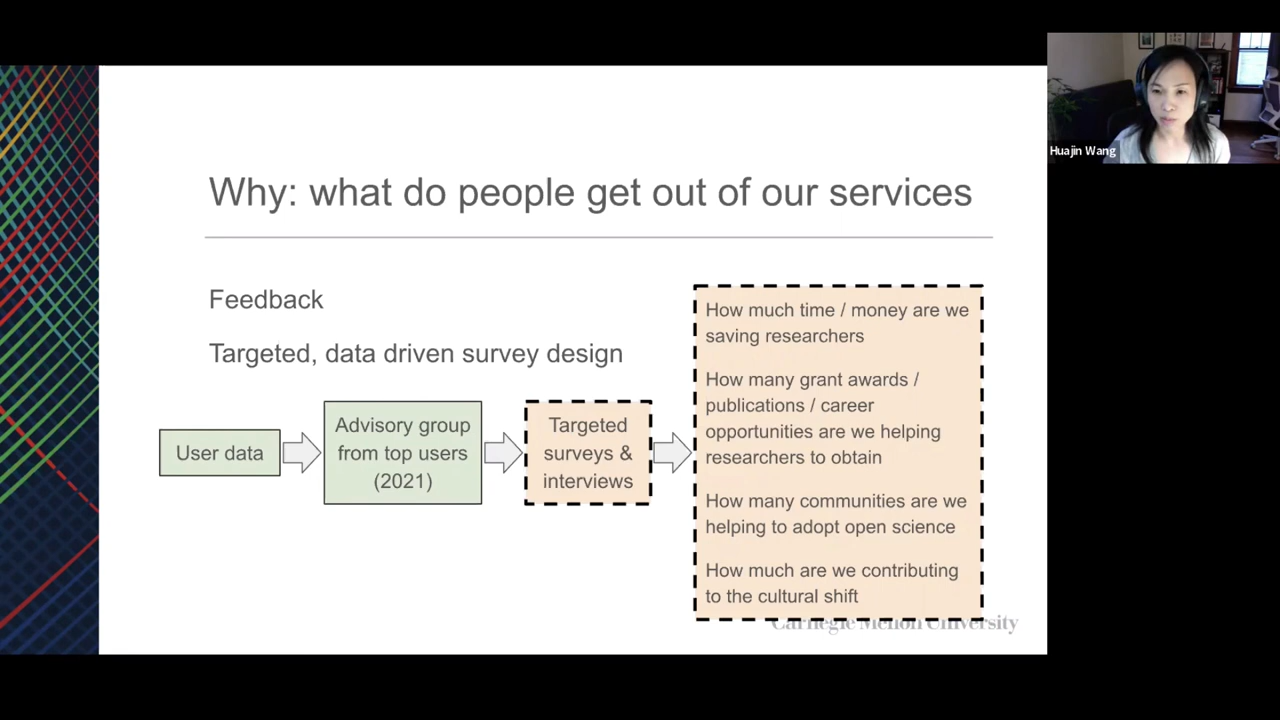 Huajin Wang
Why: what do people get out of our services
Feedback
Targeted, data driven survey design
User data
Advisory group
from top users
(2021)
Targeted
surveys &
interviews
How much time / money are we
saving researchers
How many grant awards /
publications / career
opportunities are we helping
researchers to obtain
How many communities are we
helping to adopt open science
How much are we contributing
to the cultural shift
Carnegie Mellon University